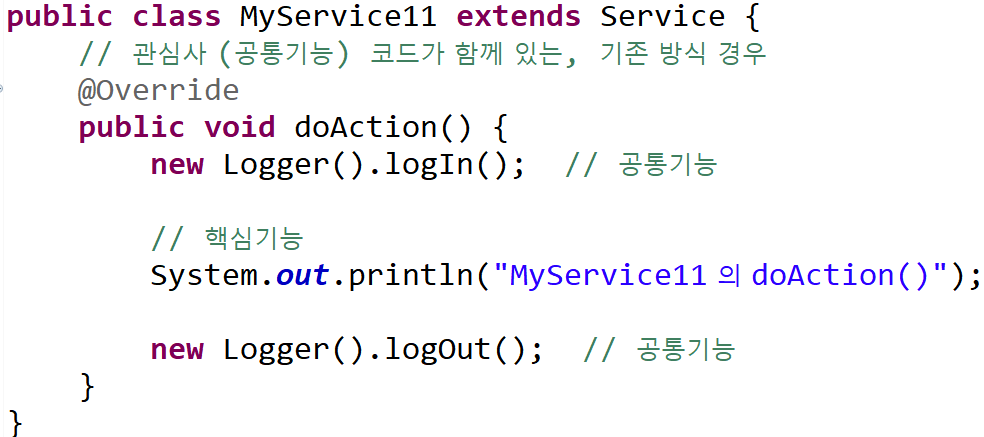 public class MyService11 extends Service {
// 관심사 (공통기능) 코드가 함께 있는, 기존 방식 경우
@Override
public void doAction() {
new Logger().logIn(); // 공통기능
// 핵심기능
System.out.println("MyService11 의 doAction()");
new Logger().logOut(); // 공통기능
}
}